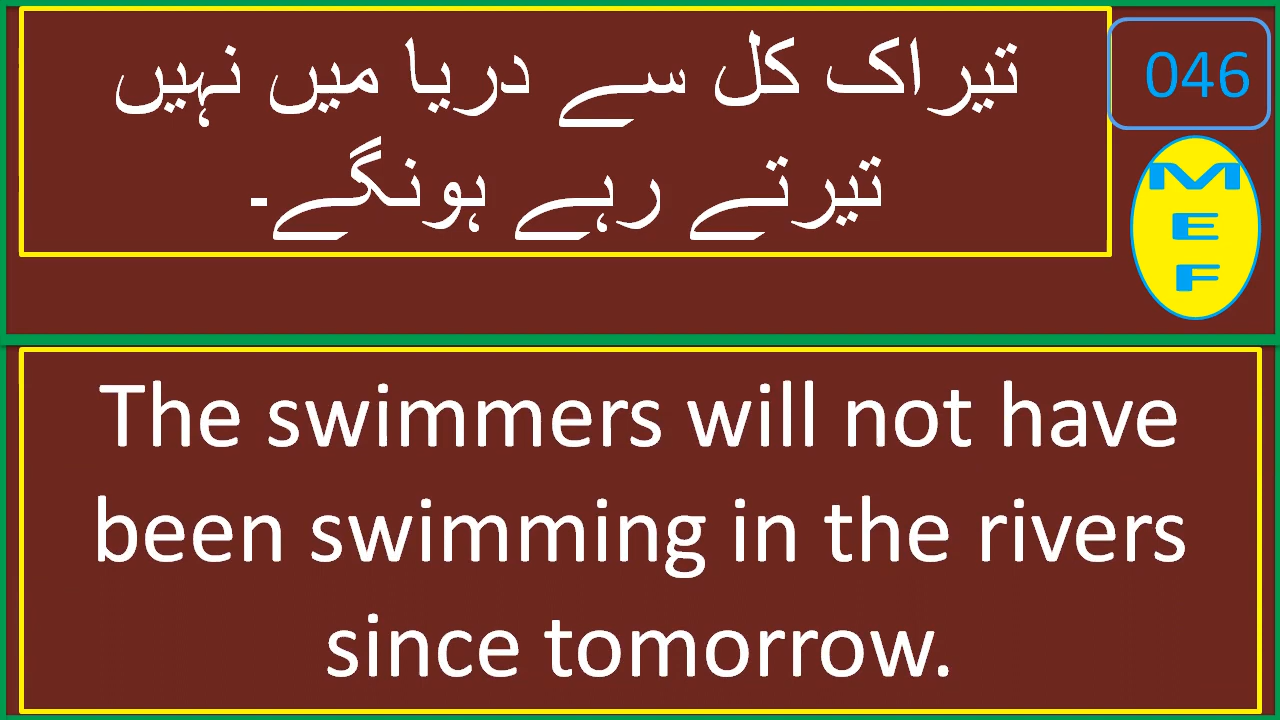 تیراک کل سے دریا میں نہیں
تیرتے رہے ہونگے۔
046
M
E
F
The swimmers will not have
been swimming in the rivers
since tomorrow.